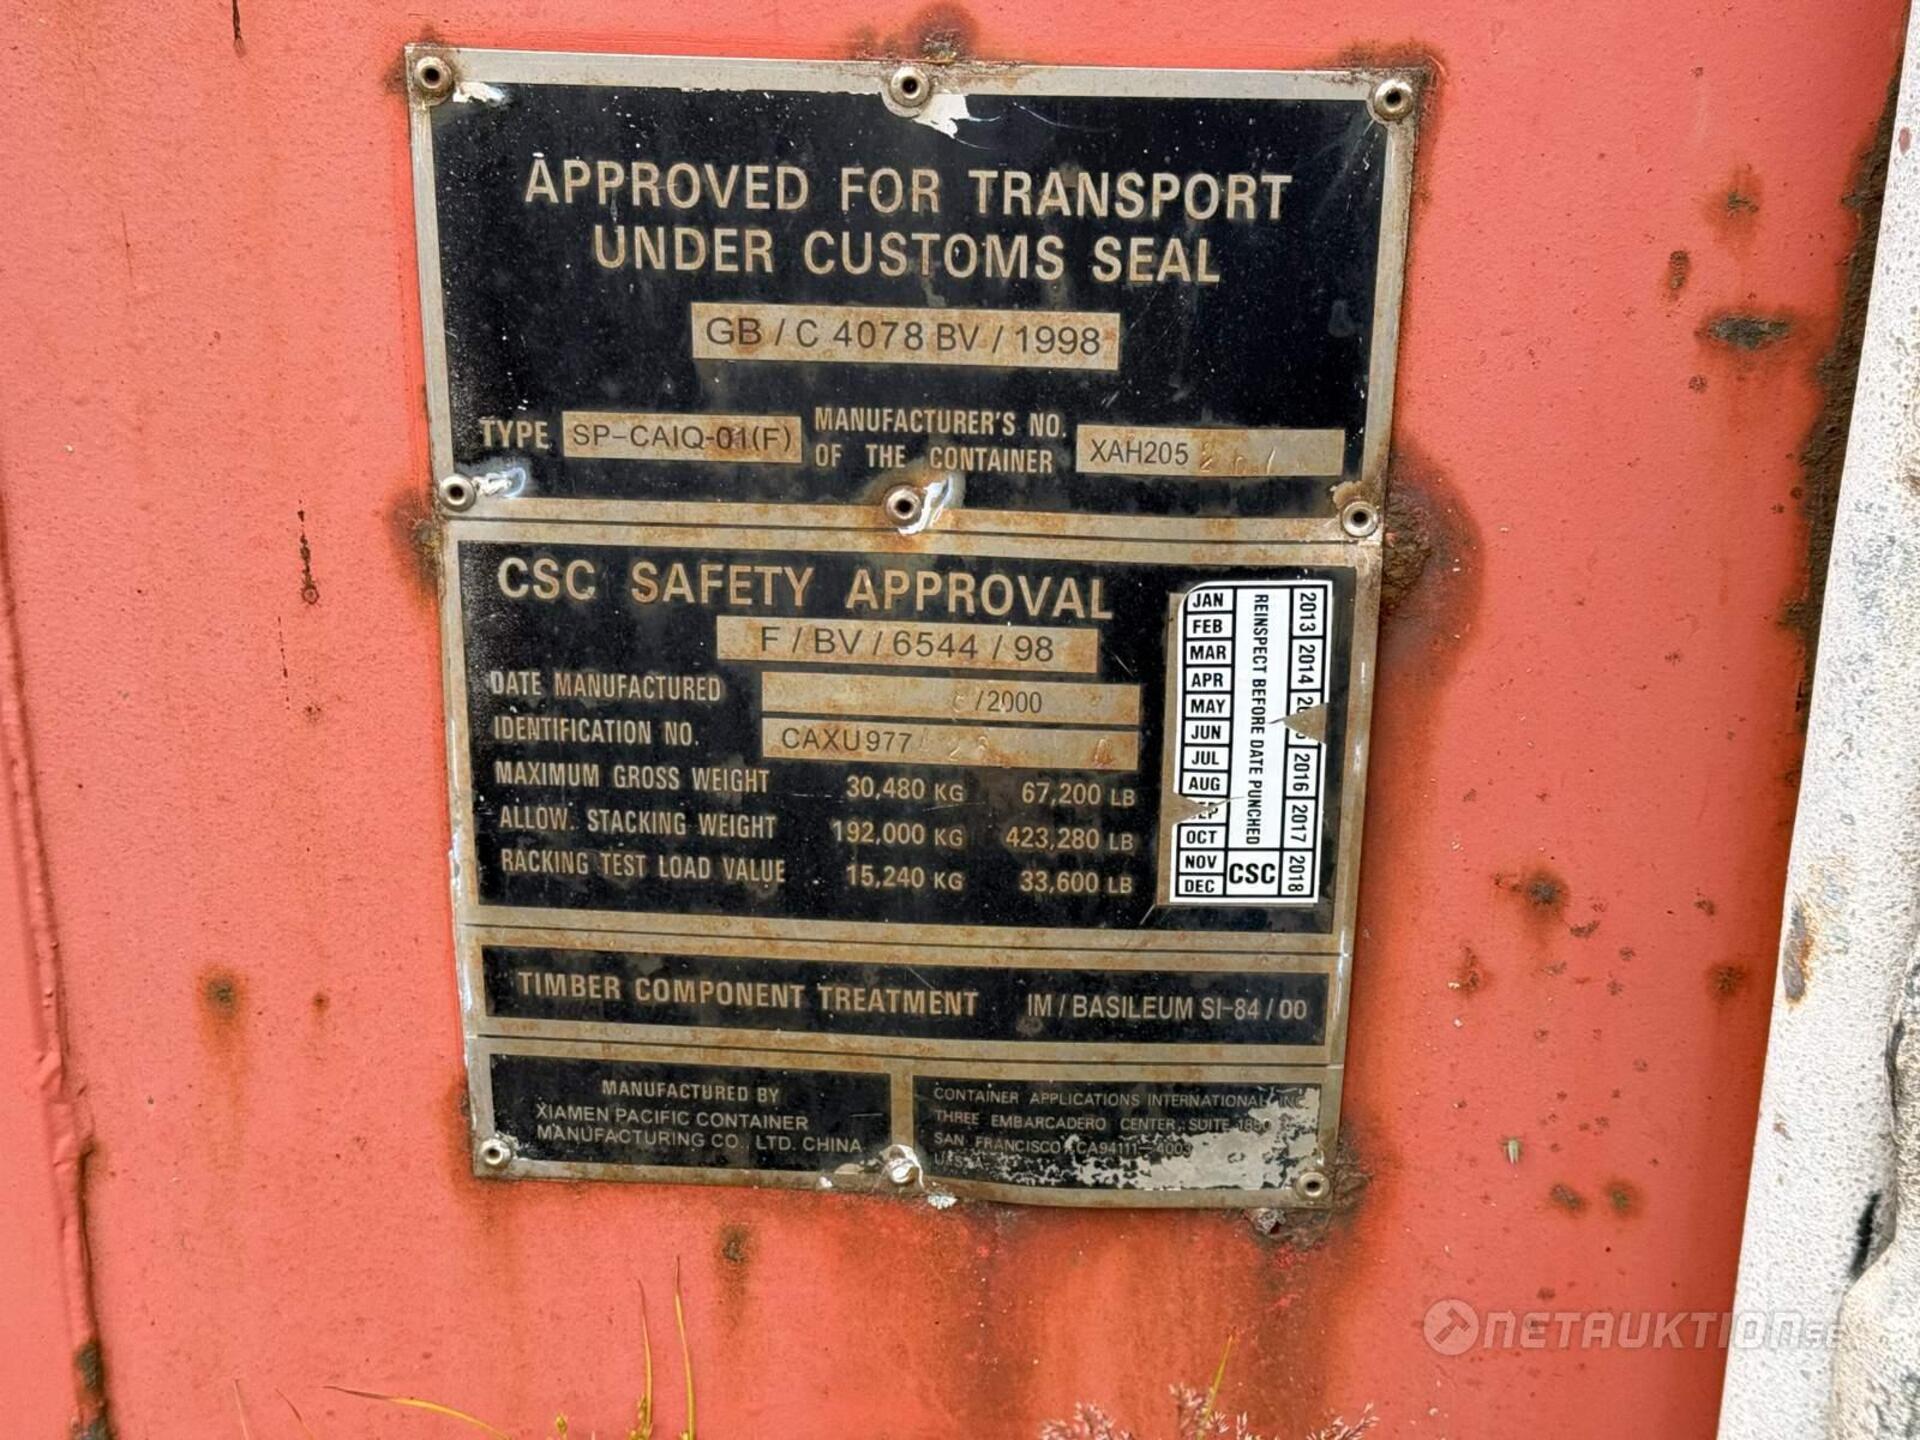 APPROVED FOR TRANSPORT
UNDER CUSTOMS SEAL
GB / C 4078 BV / 1998
TYPE SP-CAIQ-01(F)
MANUFACTURER'S NO.
OF THE CONTAINER
XAH205
CSC SAFETY APPROVAL
F / BV / 6544 / 98
DATE MANUFACTURED /2000
IDENTIFICATION NO. CAXU977
MAXIMUM GROSS WEIGHT 30,480 KG 67,200 LB
ALLOW. STACKING WEIGHT 192,000 KG 423,280 LB
RACKING TEST LOAD VALUE 15,240 KG 33,600 LB
JAN
FEB
MAR
APR
MAY
JUN
JUL
AUG
OCT
NOV
DEC
REINSPECT BEFORE DATE PUNCHED
CSC
2013
2014
2016
2017
2018
TIMBER COMPONENT TREATMENT IM / BASILEUM SI-84 / 00
MANUFACTURED BY
XIAMEN PACIFIC CONTAINER
MANUFACTURING CO., LTD. CHINA
CONTAINER APPLICATIONS INTERNATIONAL, INC
THREE EMBARCADERO CENTER, SUITE
SAN FRANCISCO, CA94111-4003
NETAUKTION.SE